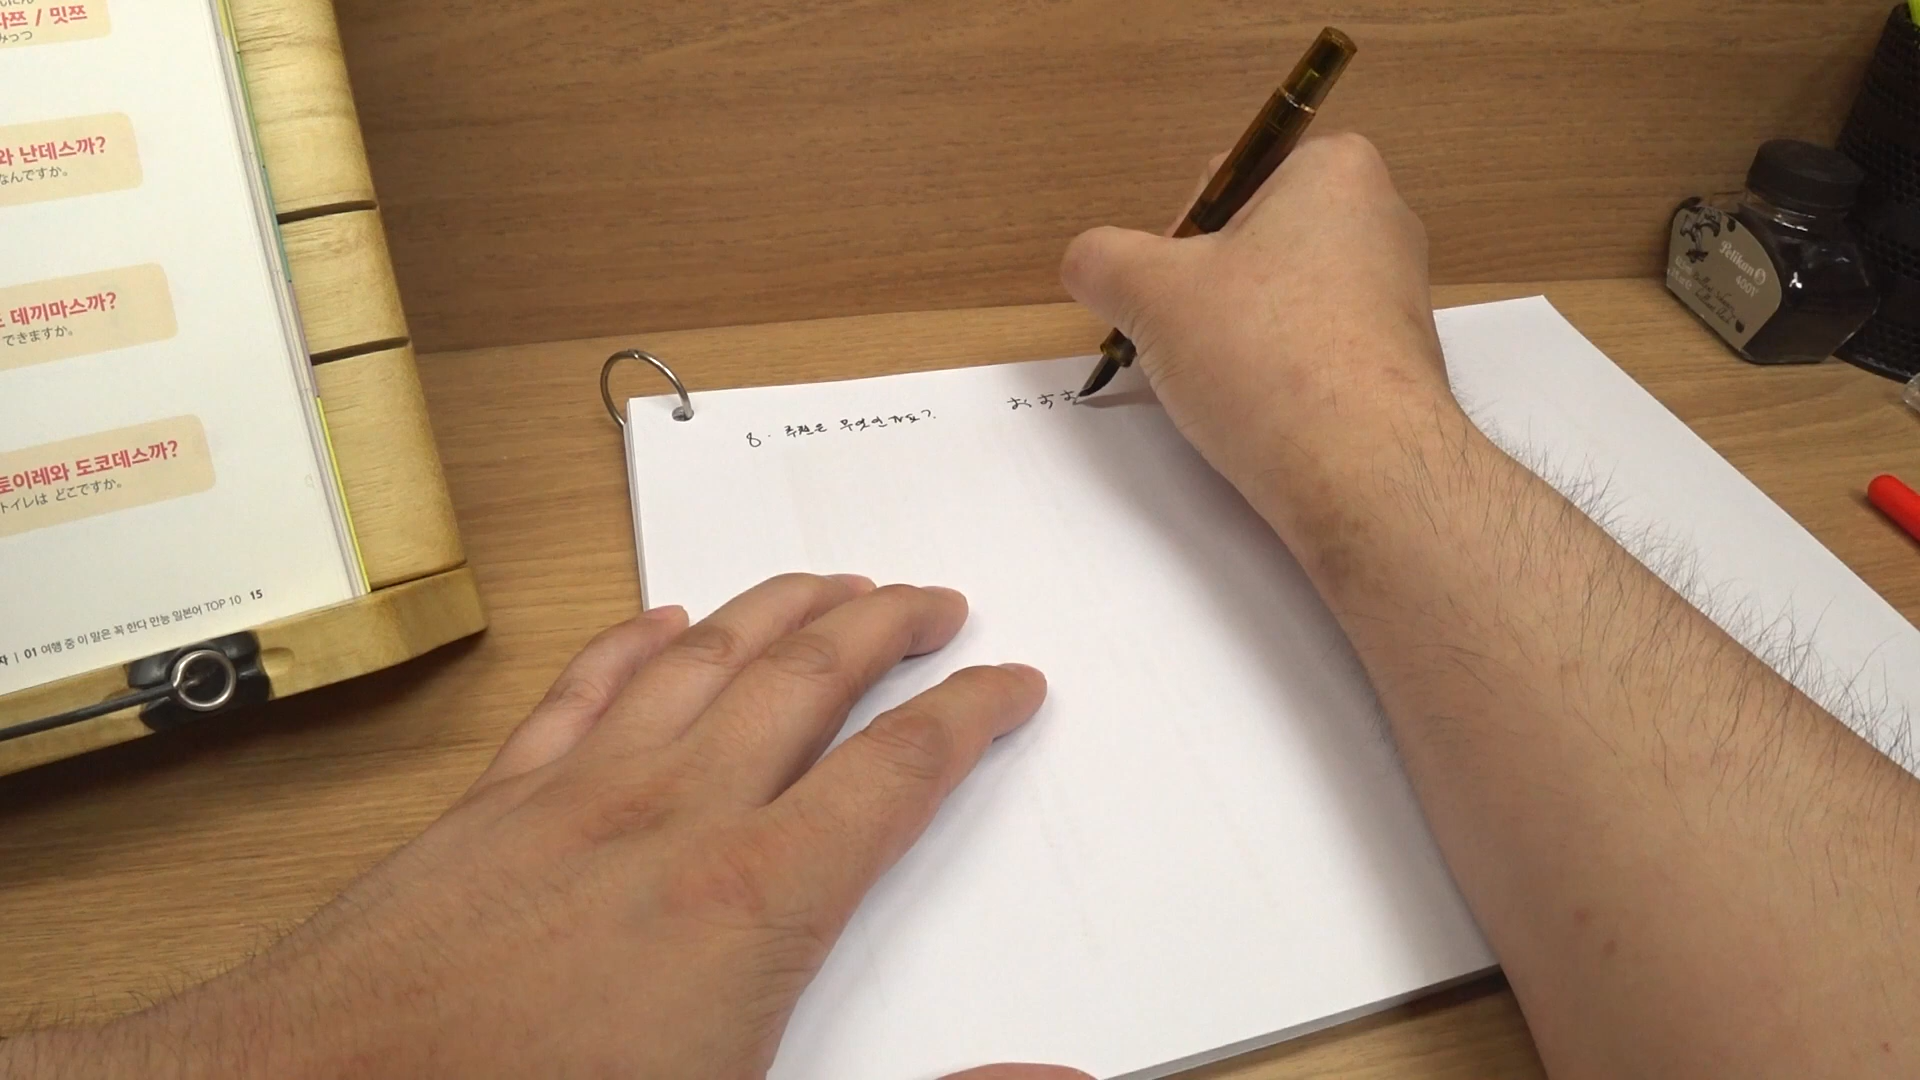 짜쯔 / 밋쯔
みっつ
와 난데스까?
なんですか。
데끼마스까?
できますか。
토이레와 도코데스까?
トイレは どこですか。
01 여행 중 이 말은 꼭 한다 만능 일본어 TOP 10 15
8. 추천은 무엇인가요?. おすす
Pelikan
4001